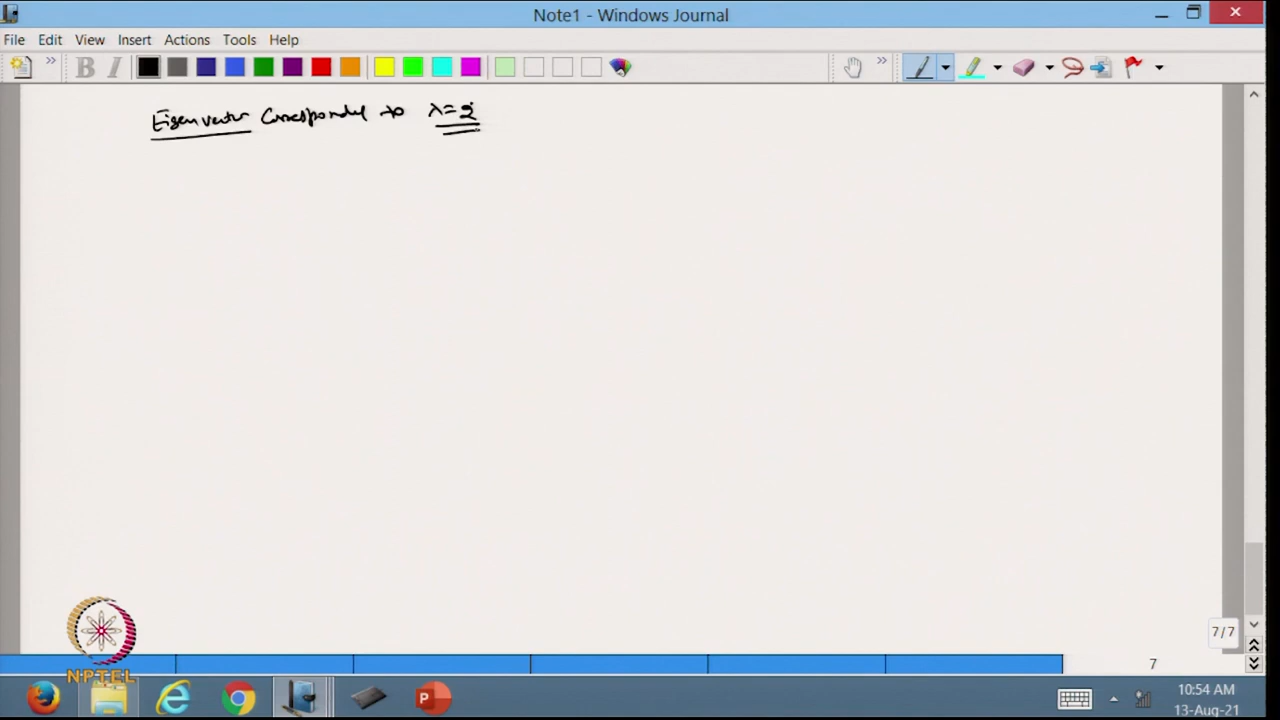 Note1 - Windows Journal
File Edit View Insert Actions Tools Help
B I
Eigenvector Corresponded to λ=2
7/7
7
NPTEL
10:54 AM
13-Aug-21